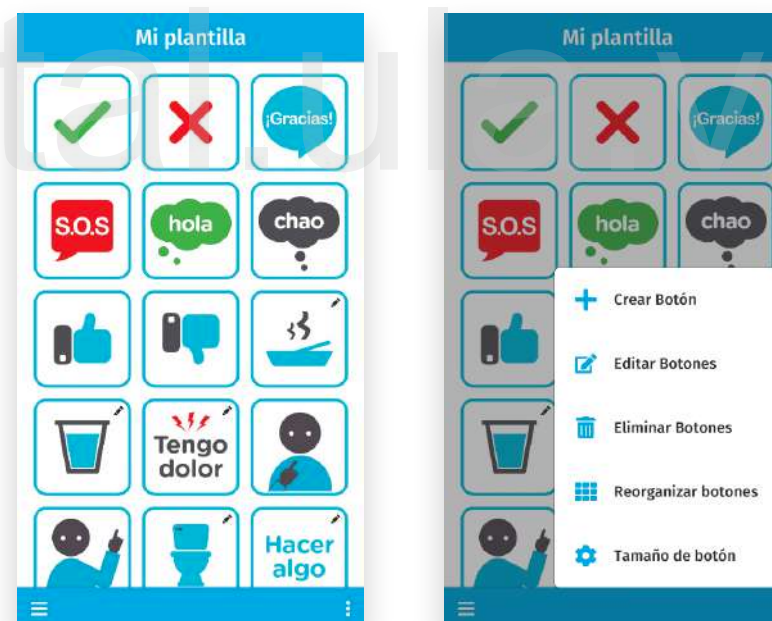 Mi plantilla
¡Gracias!
S.O.S
hola
chao
Tengo
dolor
Hacer
algo
Mi plantilla
¡Gracias!
S.O.S
hola
chao
Crear Botón
Editar Botones
Eliminar Botones
Reorganizar botones
Tamaño de botón